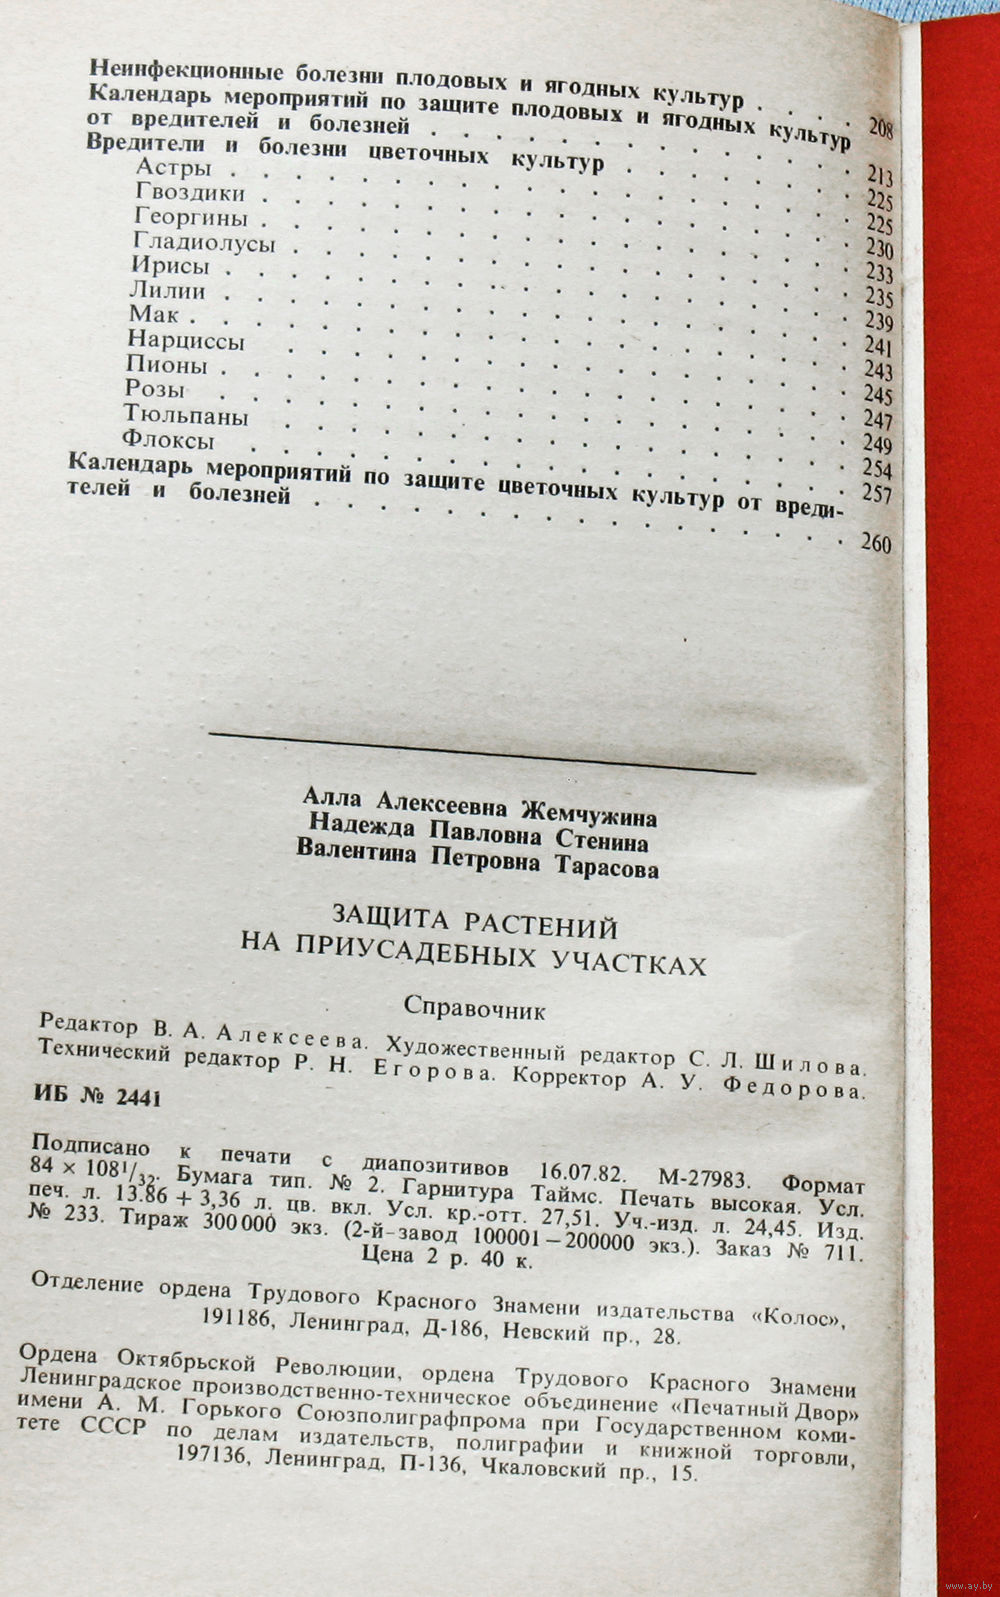 Неинфекционные болезни плодовых и ягодных культур . . . . 208
Календарь мероприятий по защите плодовых и ягодных культур
от вредителей и болезней . . . . . . . . . . . . . 213
Вредители и болезни цветочных культур . . . . . . . . 225
Астры . . . . . . . . . . . . . . . . . . . 225
Гвоздики . . . . . . . . . . . . . . . . . . 230
Георгины . . . . . . . . . . . . . . . . . . 233
Гладиолусы . . . . . . . . . . . . . . . . . 235
Ирисы . . . . . . . . . . . . . . . . . . . 239
Лилии . . . . . . . . . . . . . . . . . . . 241
Мак . . . . . . . . . . . . . . . . . . . . 243
Нарциссы . . . . . . . . . . . . . . . . . 245
Пионы . . . . . . . . . . . . . . . . . . . 247
Розы . . . . . . . . . . . . . . . . . . . 249
Тюльпаны . . . . . . . . . . . . . . . . . 254
Флоксы . . . . . . . . . . . . . . . . . . 257
Календарь мероприятий по защите цветочных культур от вреди-
телей и болезней . . . . . . . . . . . . . . . . 260
Алла Алексеевна Жемчужина
Надежда Павловна Стенина
Валентина Петровна Тарасова
ЗАЩИТА РАСТЕНИЙ
НА ПРИУСАДЕБНЫХ УЧАСТКАХ
Справочник
Редактор В. А. Алексеева. Художественный редактор С. Л. Шилова.
Технический редактор Р. Н. Егорова. Корректор А. У. Федорова.
ИБ № 2441
Подписано к печати с диапозитивов 16.07.82. М-27983. Формат
84 × 108 1/32. Бумага тип. № 2. Гарнитура Таймс. Печать высокая. Усл.
печ. л. 13.86 + 3,36 л. цв. вкл. Усл. кр.-отт. 27,51. Уч.-изд. л. 24,45. Изд.
№ 233. Тираж 300 000 экз. (2-й-завод 100001 – 200000 экз.). Заказ № 711.
Цена 2 р. 40 к.
Отделение ордена Трудового Красного Знамени издательства «Колос»,
191186, Ленинград, Д-186, Невский пр., 28.
Ордена Октябрьской Революции, ордена Трудового Красного Знамени
Ленинградское производственно-техническое объединение «Печатный Двор»
имени А. М. Горького Союзполиграфпрома при Государственном коми-
тете СССР по делам издательств, полиграфии и книжной торговли,
197136, Ленинград, П-136, Чкаловский пр., 15.
www.ay.by